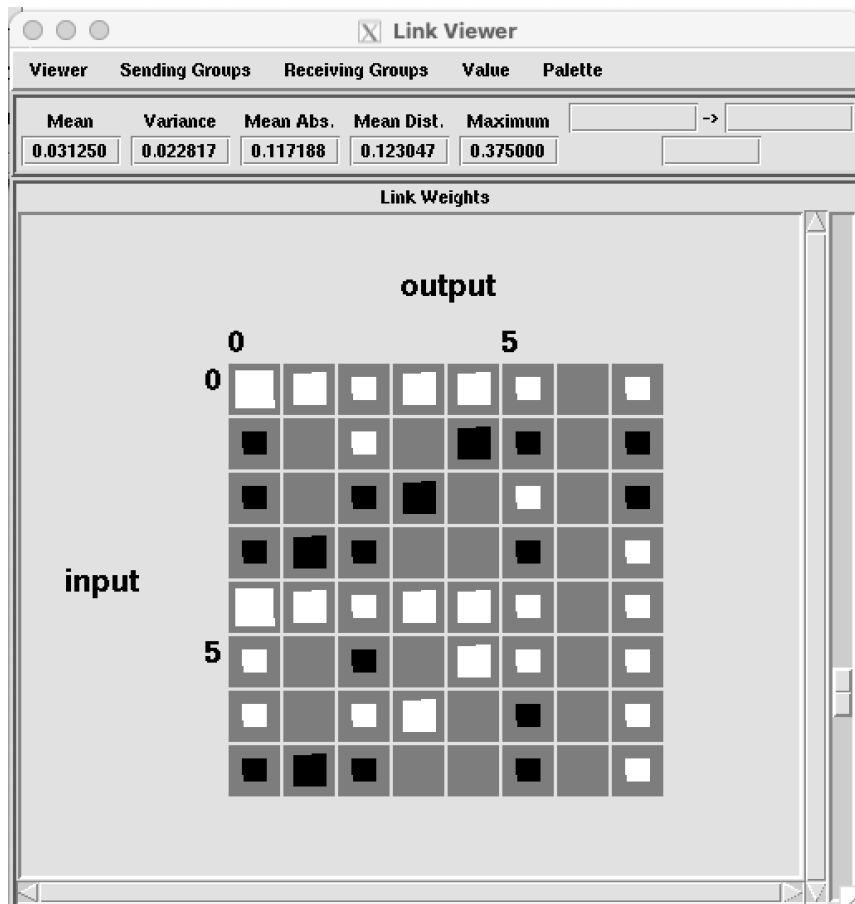 Link Viewer
Viewer Sending Groups Receiving Groups Value Palette
Mean Variance Mean Abs. Mean Dist. Maximum ->
0.031250 0.022817 0.117188 0.123047 0.375000
Link Weights
output
0 5
0
input
5